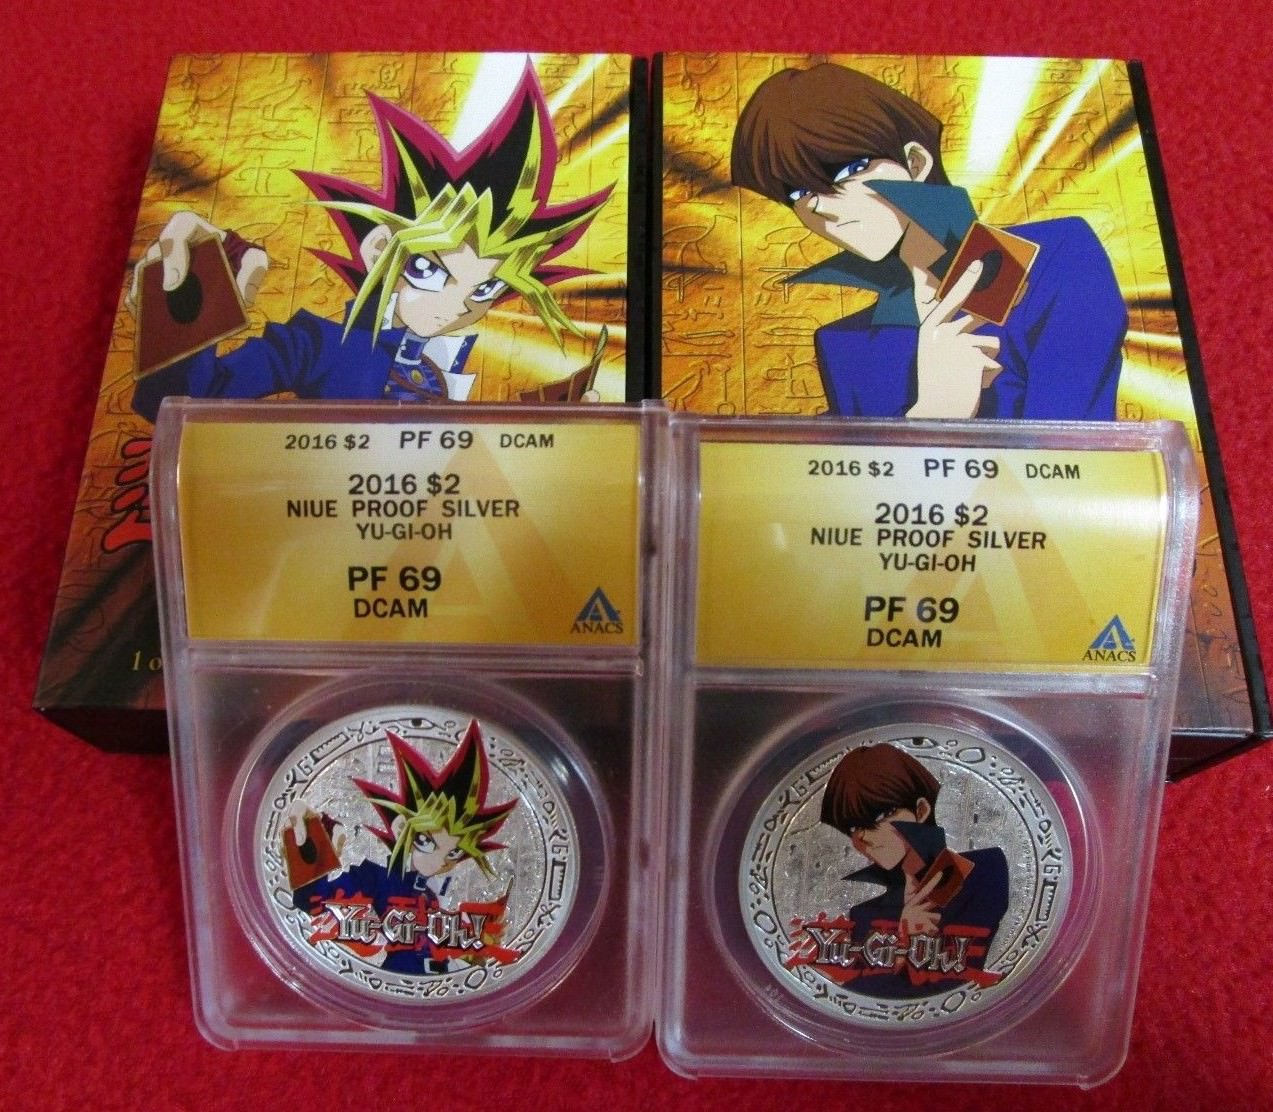 1 o
2016 $2 PF 69 DCAM
2016 $2
NIUE PROOF SILVER
YU-GI-OH
PF 69
DCAM
ANACS
Yu-Gi-Oh!
2016 $2 PF 69 DCAM
2016 $2
NIUE PROOF SILVER
YU-GI-OH
PF 69
DCAM
ANACS
Yu-Gi-Oh!